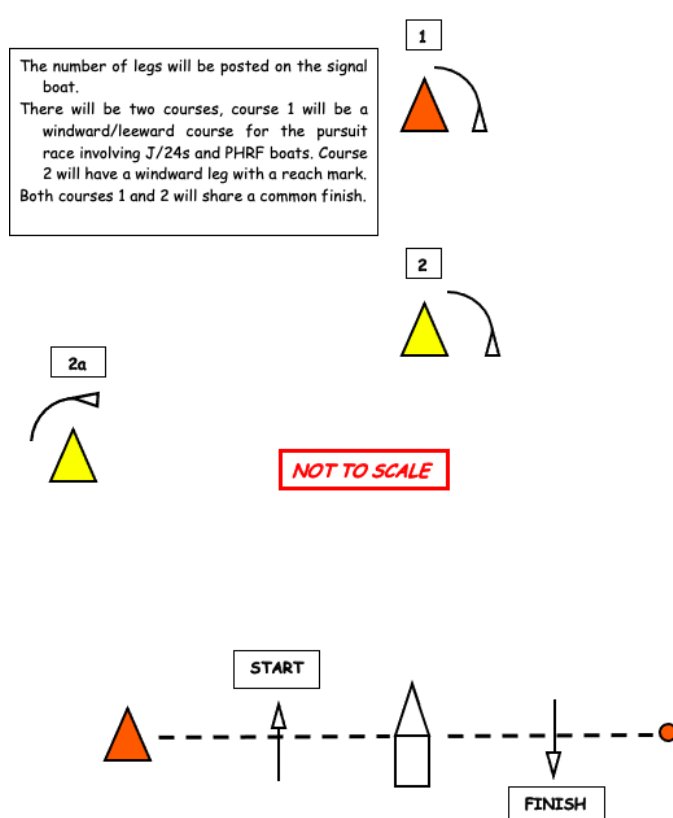 1
The number of legs will be posted on the signal
boat.
There will be two courses, course 1 will be a
windward/leeward course for the pursuit
race involving J/24s and PHRF boats. Course
2 will have a windward leg with a reach mark.
Both courses 1 and 2 will share a common finish.
2
2a
NOT TO SCALE
START
FINISH